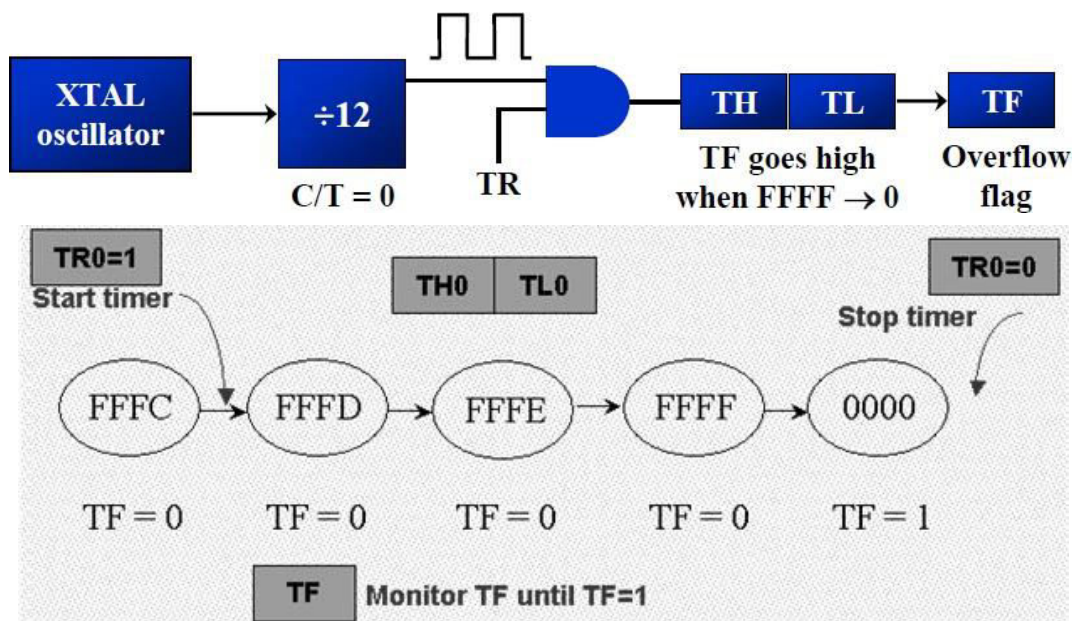 XTAL
oscillator
÷12
C/T = 0
TR
TH
TL
TF goes high
when FFFF → 0
TF
Overflow
flag
TR0=1
Start timer
TH0
TL0
TR0=0
Stop timer
FFFC
FFFD
FFFE
FFFF
0000
TF = 0
TF = 0
TF = 0
TF = 0
TF = 1
TF
Monitor TF until TF=1